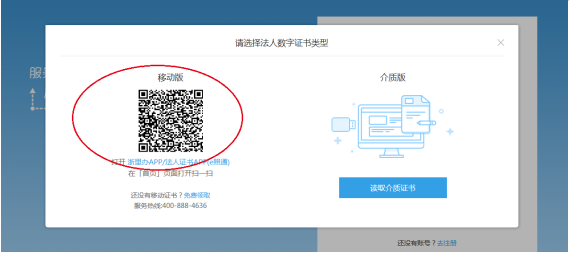 请选择法人数字证书类型
移动版
介质版
打开 浙里办APP/法人证书APP(e照通)
在「首页」页面打开扫一扫
还没有移动证书？免费领取
服务热线:400-888-4636
读取介质证书
还没有账号？去注册